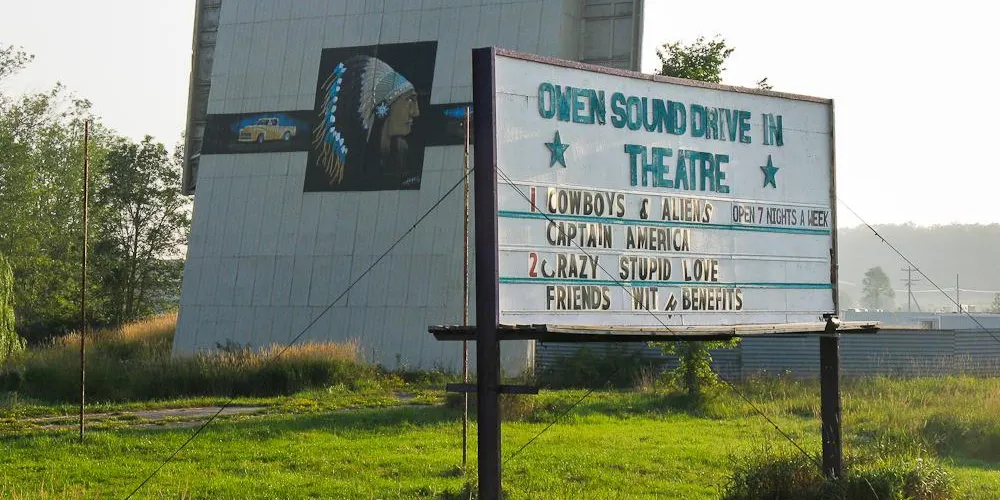 OWEN SOUND DRIVE IN
THEATRE
1 COWBOYS & ALIENS
OPEN 7 NIGHTS A WEEK
CAPTAIN AMERICA
2 CRAZY STUPID LOVE
FRIENDS WIT H BENEFITS